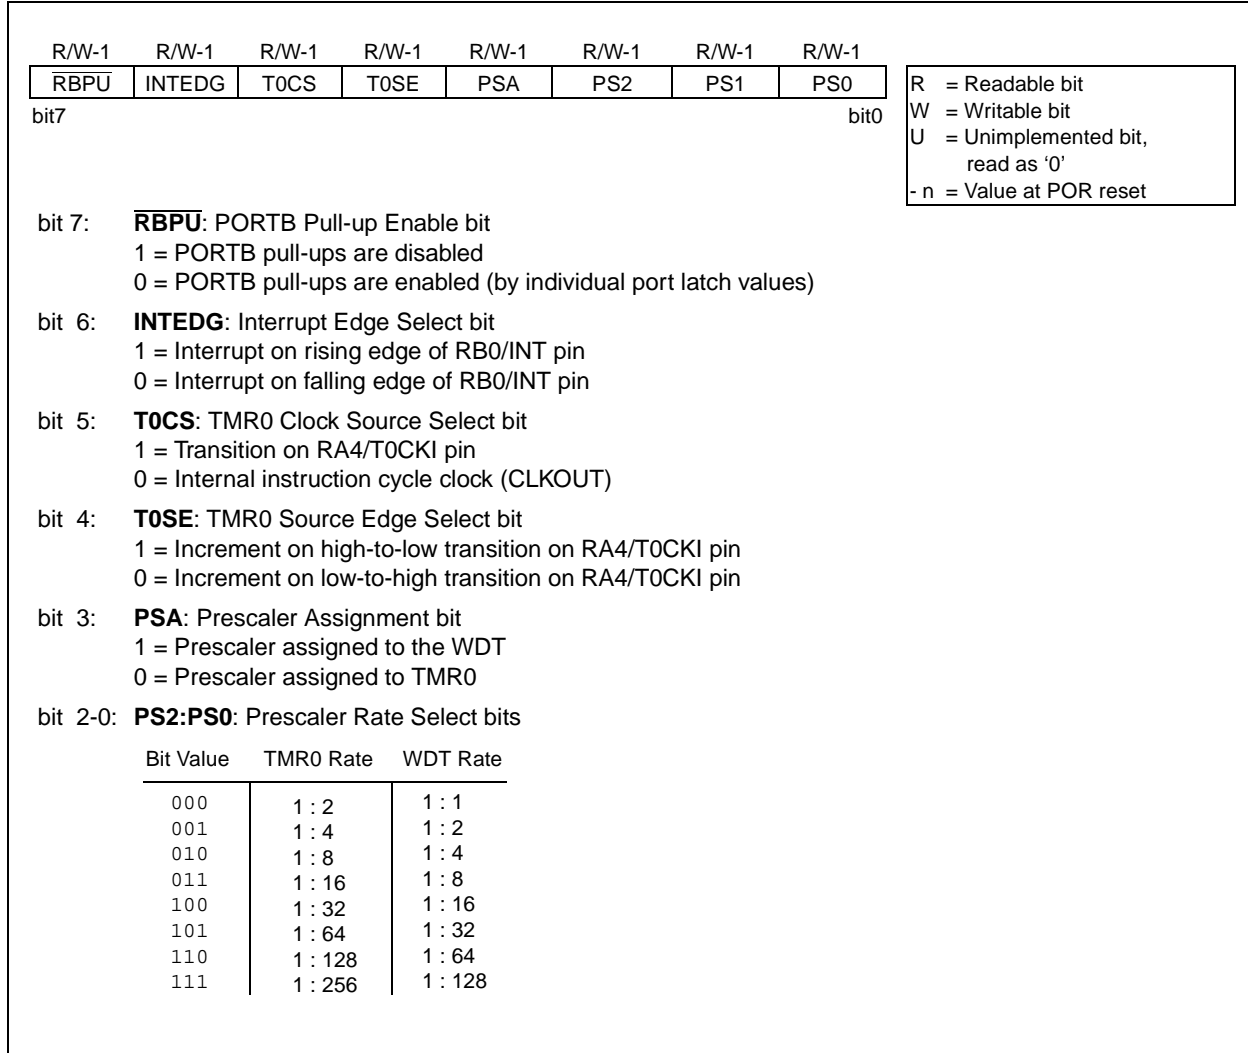 R/W-1 R/W-1 R/W-1 R/W-1 R/W-1 R/W-1 R/W-1 R/W-1
RBPU INTEDG T0CS T0SE PSA PS2 PS1 PS0
bit7 bit0
R = Readable bit
W = Writable bit
U = Unimplemented bit,
read as ‘0’
- n = Value at POR reset
bit 7: RBPU: PORTB Pull-up Enable bit
1 = PORTB pull-ups are disabled
0 = PORTB pull-ups are enabled (by individual port latch values)
bit 6: INTEDG: Interrupt Edge Select bit
1 = Interrupt on rising edge of RB0/INT pin
0 = Interrupt on falling edge of RB0/INT pin
bit 5: T0CS: TMR0 Clock Source Select bit
1 = Transition on RA4/T0CKI pin
0 = Internal instruction cycle clock (CLKOUT)
bit 4: T0SE: TMR0 Source Edge Select bit
1 = Increment on high-to-low transition on RA4/T0CKI pin
0 = Increment on low-to-high transition on RA4/T0CKI pin
bit 3: PSA: Prescaler Assignment bit
1 = Prescaler assigned to the WDT
0 = Prescaler assigned to TMR0
bit 2-0: PS2:PS0: Prescaler Rate Select bits
Bit Value TMR0 Rate WDT Rate
000 1 : 2 1 : 1
001 1 : 4 1 : 2
010 1 : 8 1 : 4
011 1 : 16 1 : 8
100 1 : 32 1 : 16
101 1 : 64 1 : 32
110 1 : 128 1 : 64
111 1 : 256 1 : 128